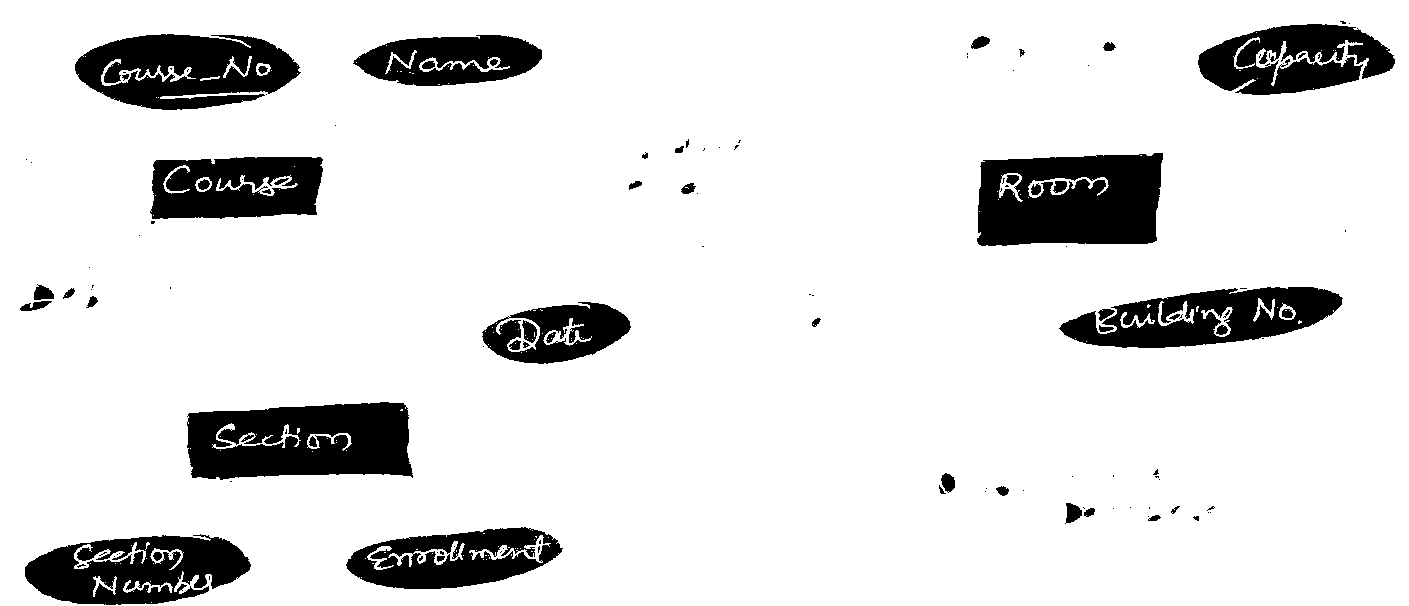 Course_No
Name
Capacity
Course
Room
Date
Building No.
Section
Section
Number
Enrollment